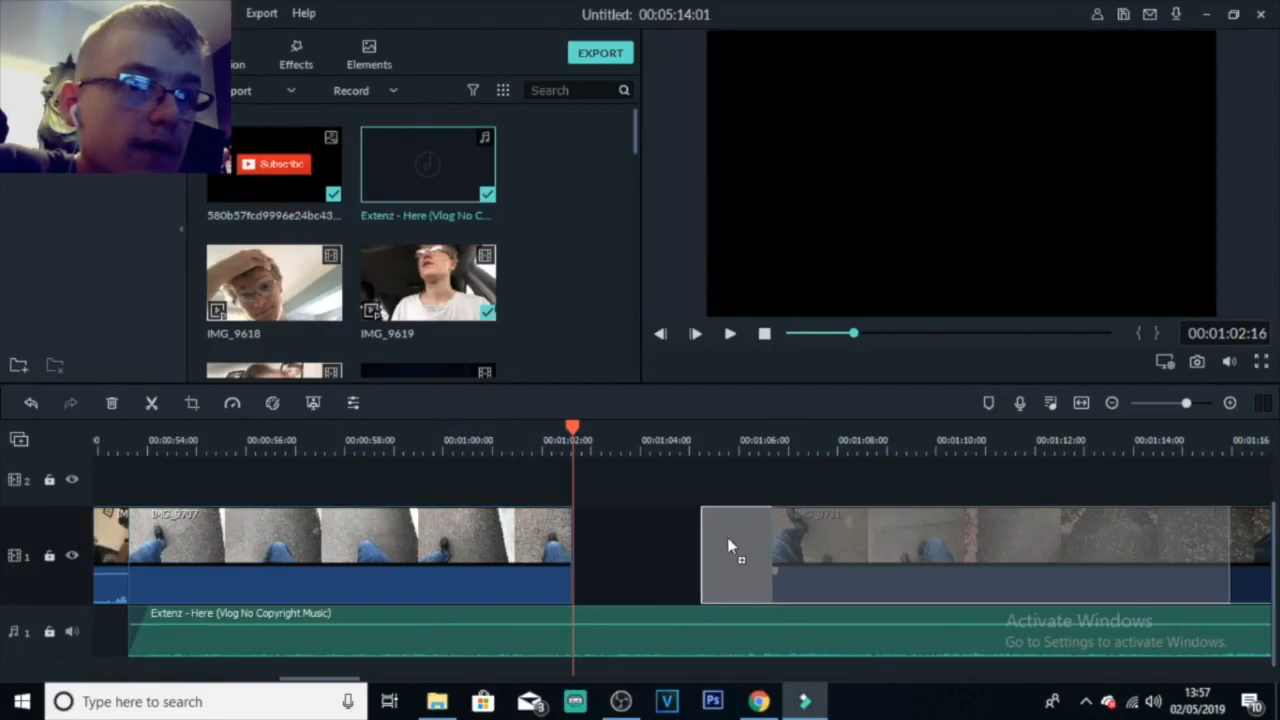 Export Help Untitled: 00:05:14:01
Effects Elements EXPORT
Record Search
Subscribe
580b57fcd9996e24bc43... Extenz - Here (Vlog No C...
IMG_9618 IMG_9619
00:01:02:16
00:00:54:00 00:00:56:00 00:00:58:00 00:01:00:00 00:01:02:00 00:01:04:00 00:01:06:00 00:01:08:00 00:01:10:00 00:01:12:00 00:01:14:00 00:01:16
2
IMG_9707 IMG_9711
1
Extenz - Here (Vlog No Copyright Music)
1
Activate Windows
Go to Settings to activate Windows.
Type here to search
V Ps
13:57
02/05/2019
10